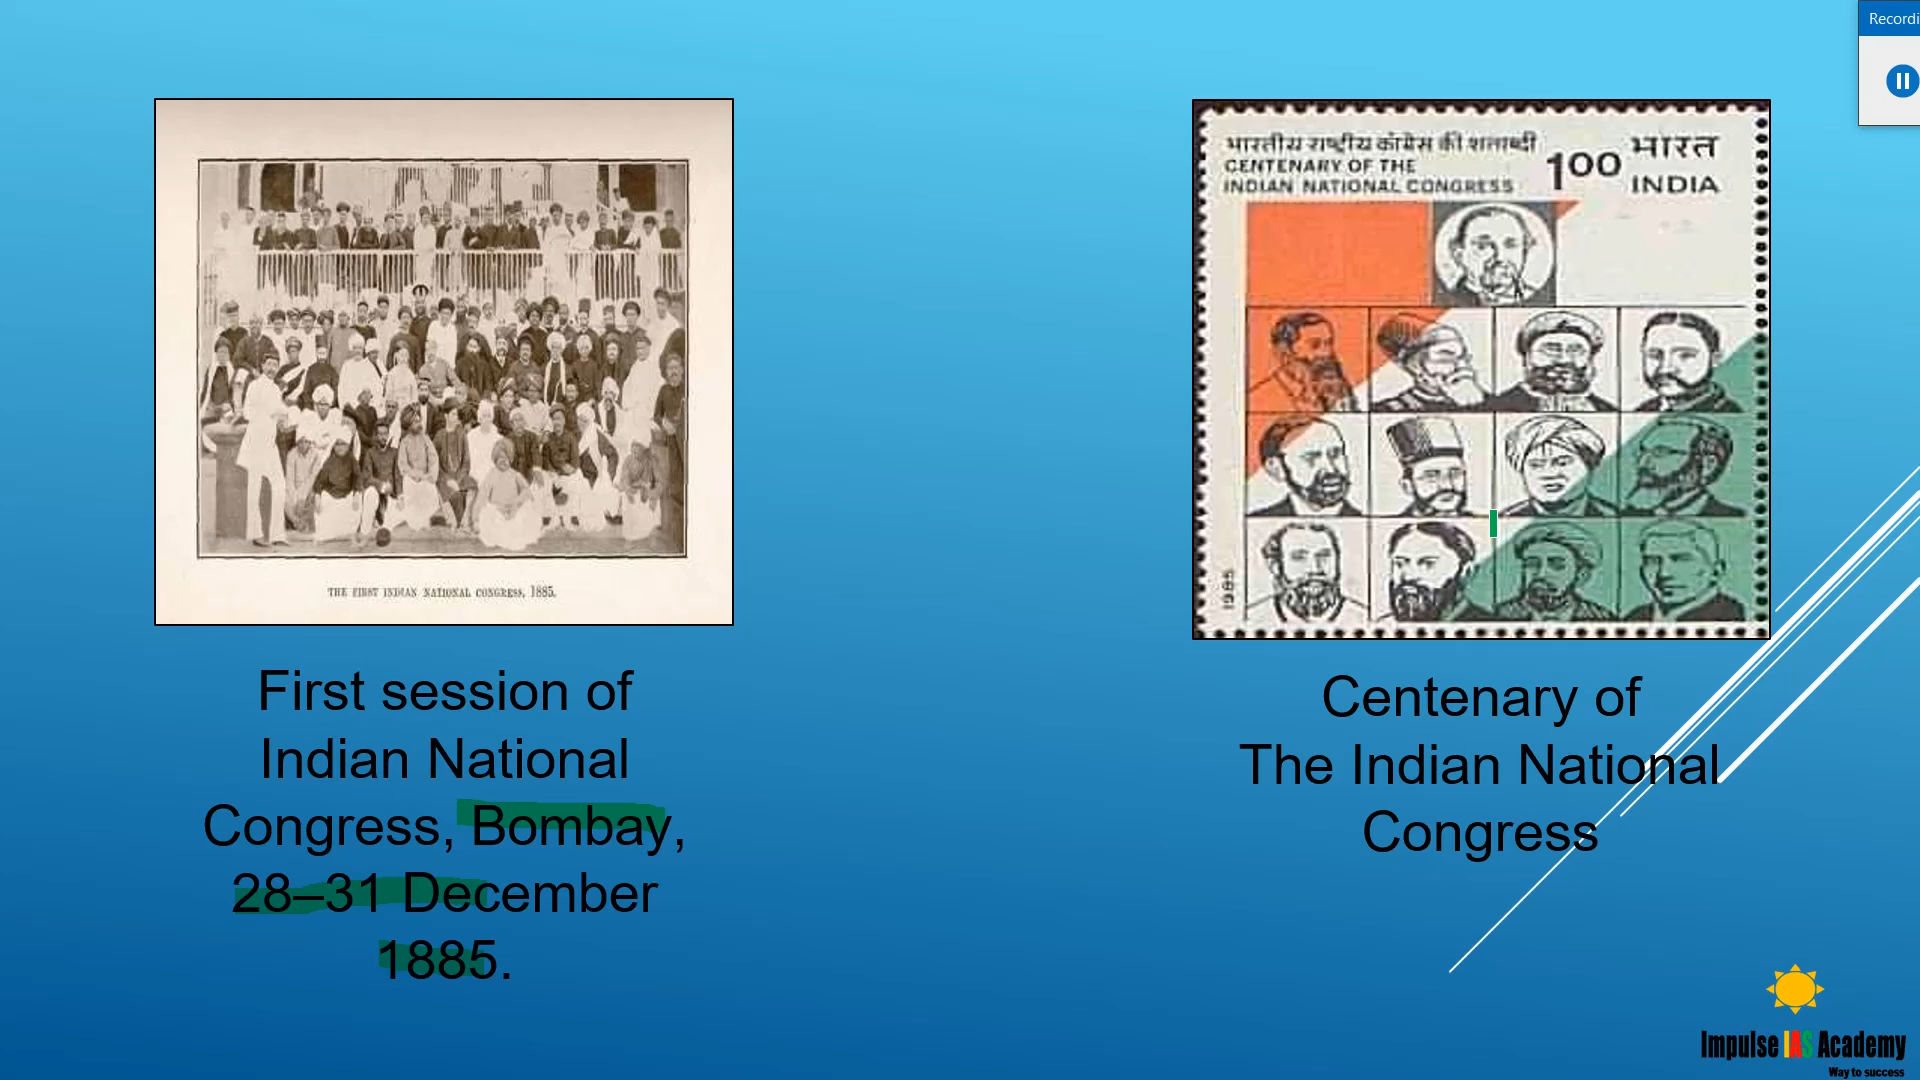 Recordi
भारतीय राष्ट्रीय कांग्रेस की शताब्दी
CENTENARY OF THE
INDIAN NATIONAL CONGRESS
100
भारत
INDIA
1985
THE FIRST INDIAN NATIONAL CONGRESS, 1885.
First session of
Indian National
Congress, Bombay,
28–31 December
1885.
Centenary of
The Indian National
Congress
Impulse IAS Academy
Way to success